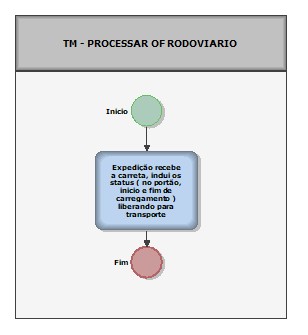 TM - PROCESSAR OF RODOVIARIO
Inicio
Expedição recebe
a carreta, indui os
status ( no portão,
inicio e fim de
carregamento )
liberando para
transporte
Fim